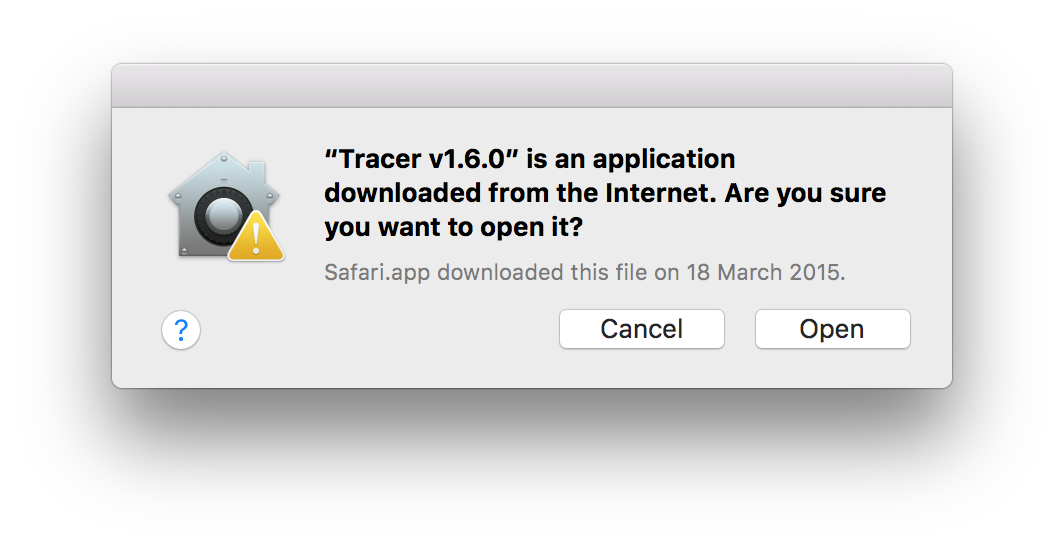 “Tracer v1.6.0” is an application
downloaded from the Internet. Are you sure
you want to open it?
Safari.app downloaded this file on 18 March 2015.
?
Cancel
Open